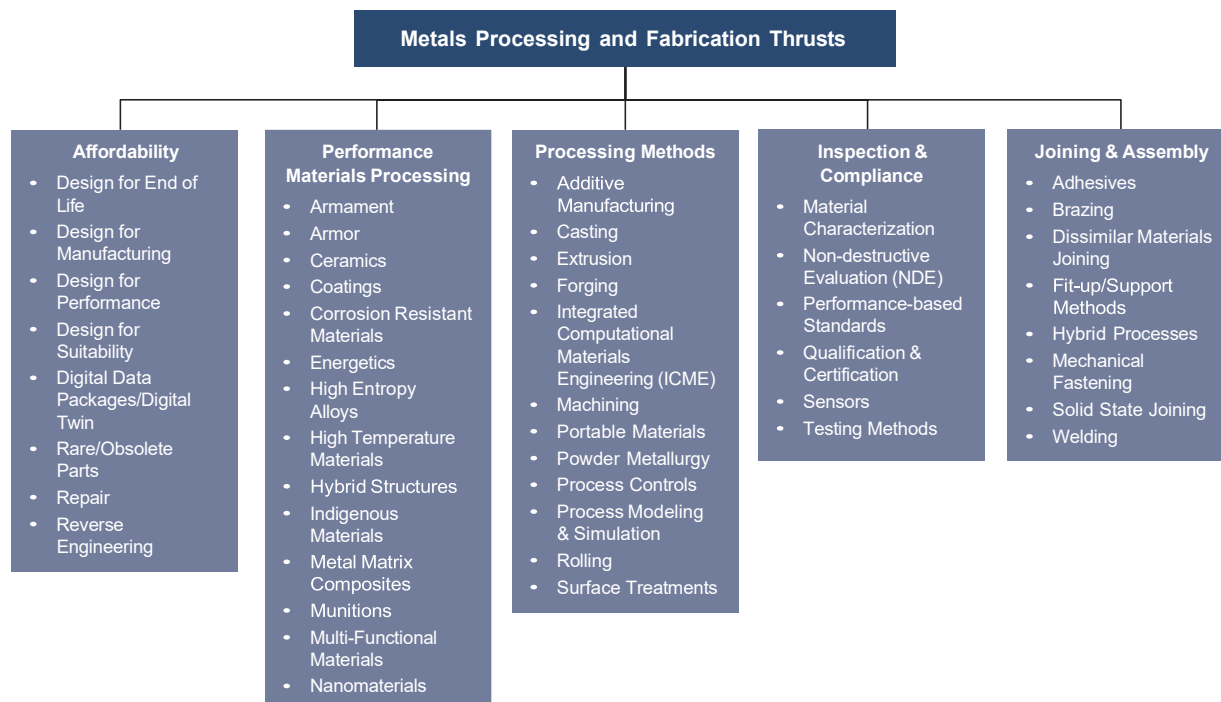 Metals Processing and Fabrication Thrusts
Affordability
• Design for End of
Life
• Design for
Manufacturing
• Design for
Performance
• Design for
Suitability
• Digital Data
Packages/Digital
Twin
• Rare/Obsolete
Parts
• Repair
• Reverse
Engineering
Performance
Materials Processing
• Armament
• Armor
• Ceramics
• Coatings
• Corrosion Resistant
Materials
• Energetics
• High Entropy
Alloys
• High Temperature
Materials
• Hybrid Structures
• Indigenous
Materials
• Metal Matrix
Composites
• Munitions
• Multi-Functional
Materials
• Nanomaterials
Processing Methods
• Additive
Manufacturing
• Casting
• Extrusion
• Forging
• Integrated
Computational
Materials
Engineering (ICME)
• Machining
• Portable Materials
• Powder Metallurgy
• Process Controls
• Process Modeling
& Simulation
• Rolling
• Surface Treatments
Inspection &
Compliance
• Material
Characterization
• Non-destructive
Evaluation (NDE)
• Performance-based
Standards
• Qualification &
Certification
• Sensors
• Testing Methods
Joining & Assembly
• Adhesives
• Brazing
• Dissimilar Materials
Joining
• Fit-up/Support
Methods
• Hybrid Processes
• Mechanical
Fastening
• Solid State Joining
• Welding